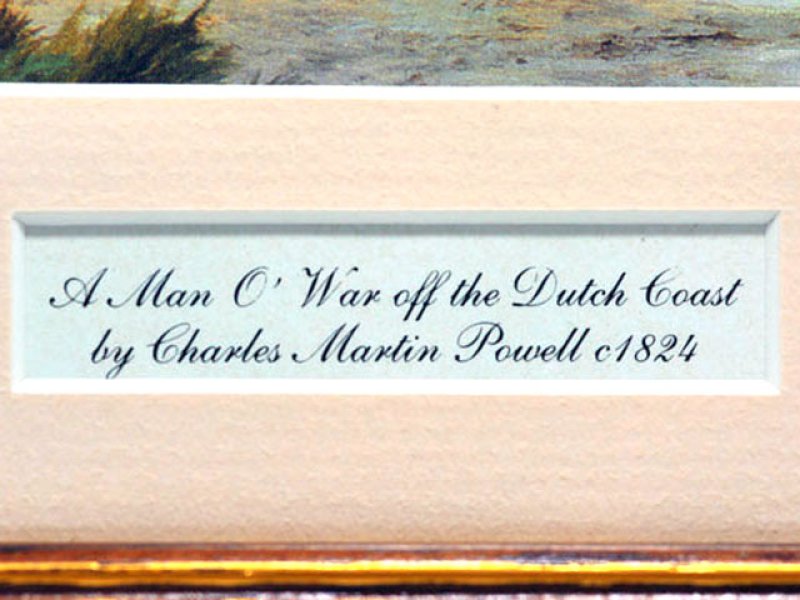 A Man O' War off the Dutch Coast
by Charles Martin Powell c1824